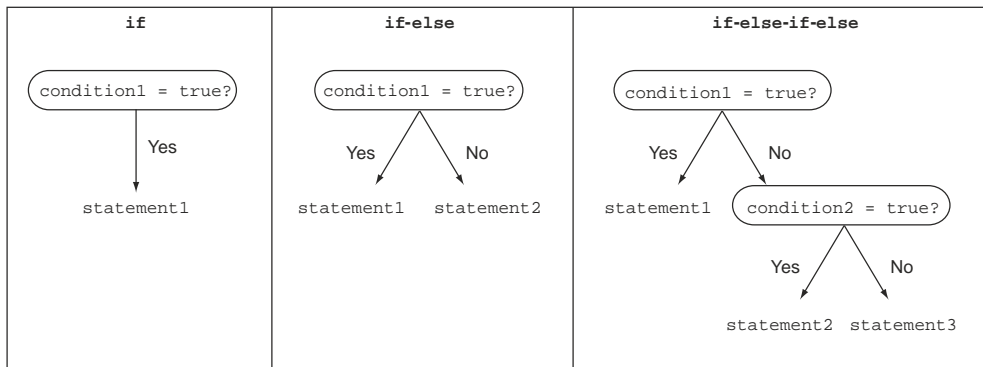 if
condition1 = true?
Yes
statement1
if-else
condition1 = true?
Yes
No
statement1
statement2
if-else-if-else
condition1 = true?
Yes
No
statement1
condition2 = true?
Yes
No
statement2
statement3